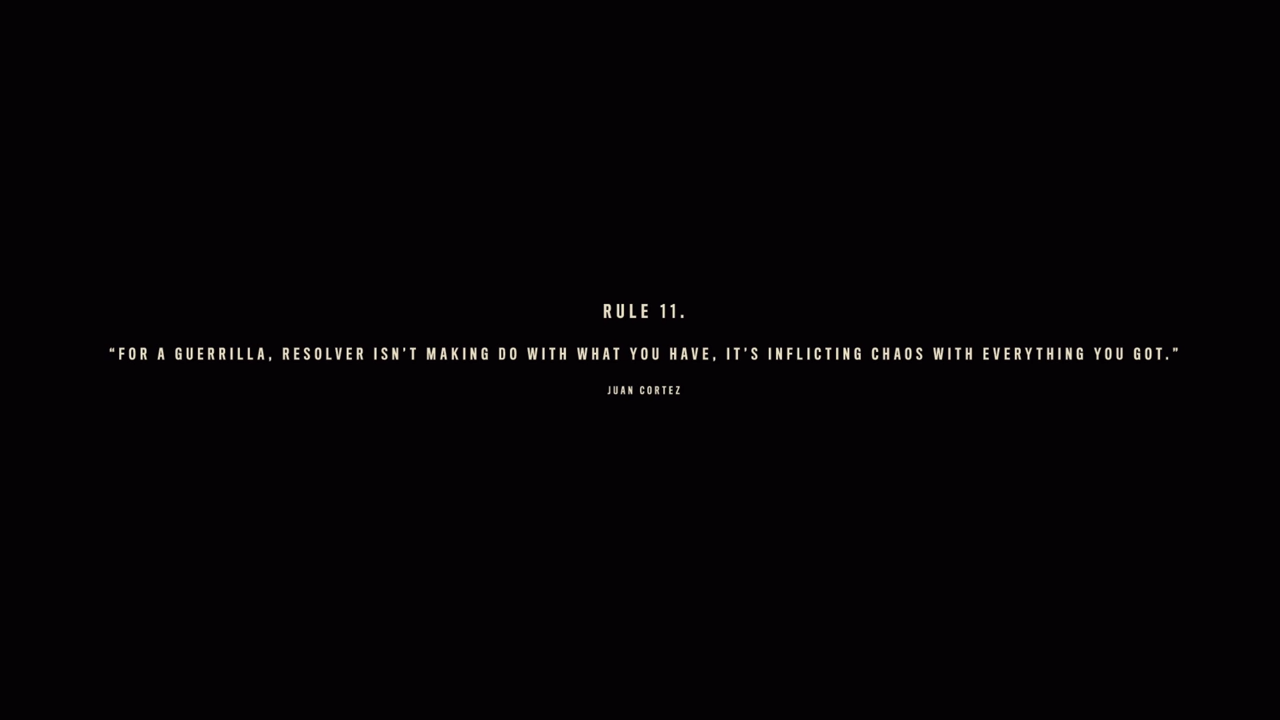 RULE 11.
“FOR A GUERRILLA, RESOLVER ISN’T MAKING DO WITH WHAT YOU HAVE, IT’S INFLICTING CHAOS WITH EVERYTHING YOU GOT.”
JUAN CORTEZ